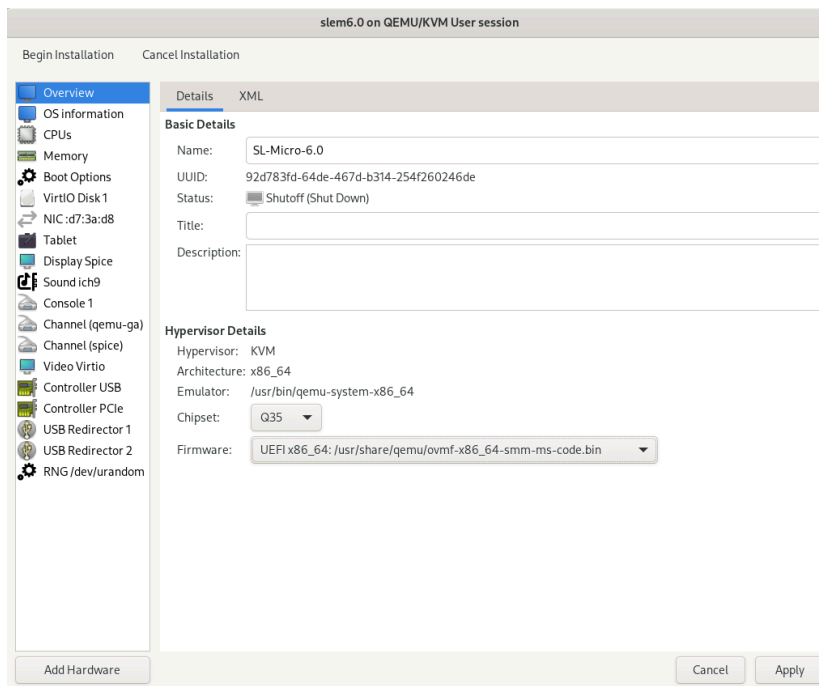 slem6.0 on QEMU/KVM User session
Begin Installation
Cancel Installation
Overview
OS information
CPUs
Memory
Boot Options
VirtIO Disk 1
NIC :d7:3a:d8
Tablet
Display Spice
Sound ich9
Console 1
Channel (qemu-ga)
Channel (spice)
Video Virtio
Controller USB
Controller PCIe
USB Redirector 1
USB Redirector 2
RNG /dev/urandom
Add Hardware
Details
XML
Basic Details
Name: SL-Micro-6.0
UUID: 92d783fd-64de-467d-b314-254f260246de
Status: Shutoff (Shut Down)
Title:
Description:
Hypervisor Details
Hypervisor: KVM
Architecture: x86_64
Emulator: /usr/bin/qemu-system-x86_64
Chipset: Q35
Firmware: UEFI x86_64: /usr/share/qemu/ovmf-x86_64-smm-ms-code.bin
Cancel
Apply